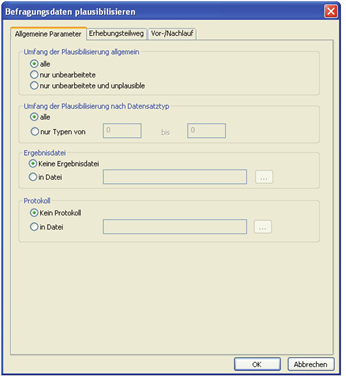 Befragungsdaten plausibilisieren
Allgemeine Parameter Erhebungsteilweg Vor-/Nachlauf
Umfang der Plausibilisierung allgemein
alle
nur unbearbeitete
nur unbearbeitete und unplausible
Umfang der Plausibilisierung nach Datensatztyp
alle
nur Typen von 0 bis 0
Ergebnisdatei
Keine Ergebnisdatei
in Datei ...
Protokoll
Kein Protokoll
in Datei ...
OK Abbrechen